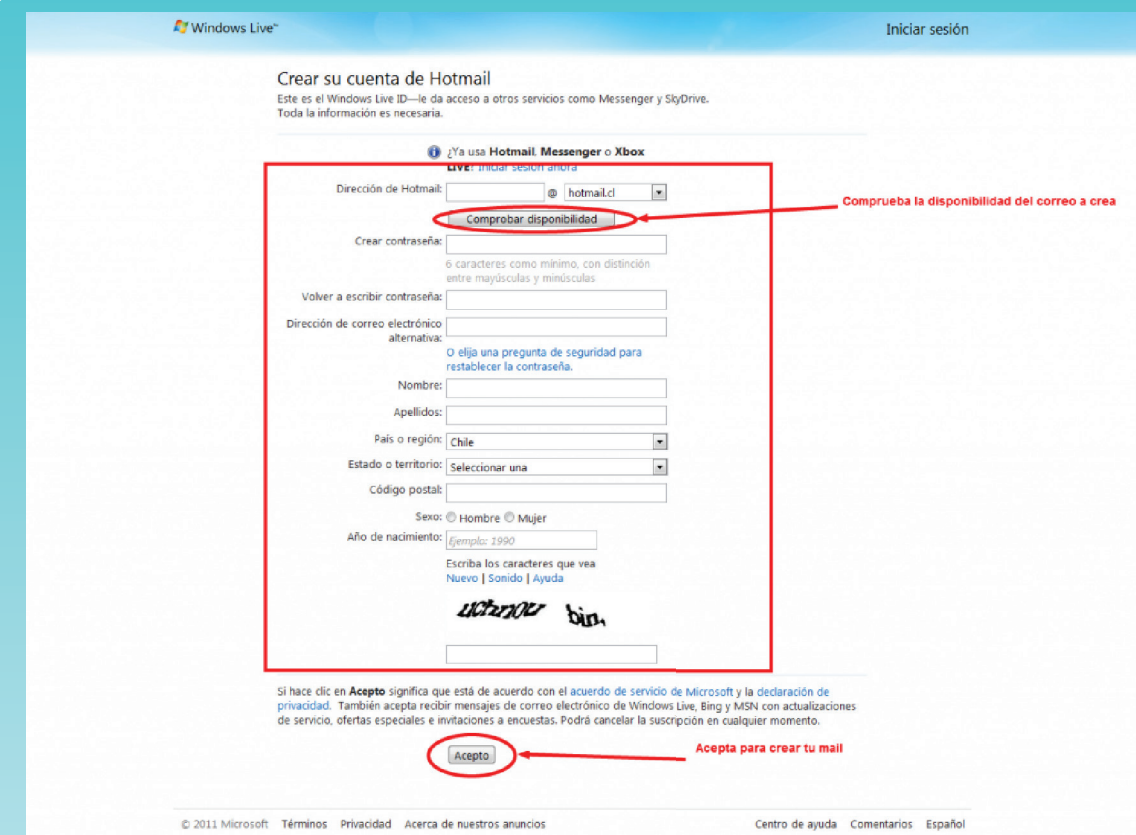 Windows Live™
Iniciar sesión
Crear su cuenta de Hotmail
Este es el Windows Live ID—le da acceso a otros servicios como Messenger y SkyDrive.
Toda la información es necesaria.
¿Ya usa Hotmail, Messenger o Xbox
LIVE? Iniciar sesión ahora
Dirección de Hotmail: @ hotmail.cl
Comprueba la disponibilidad del correo a crea
Comprobar disponibilidad
Crear contraseña:
6 caracteres como mínimo, con distinción
entre mayúsculas y minúsculas
Volver a escribir contraseña:
Dirección de correo electrónico
alternativa:
O elija una pregunta de seguridad para
restablecer la contraseña.
Nombre:
Apellidos:
País o región: Chile
Estado o territorio: Seleccionar una
Código postal:
Sexo: Hombre Mujer
Año de nacimiento: Ejemplo: 1990
Escriba los caracteres que vea
Nuevo | Sonido | Ayuda
bin,
Si hace clic en Acepto significa que está de acuerdo con el acuerdo de servicio de Microsoft y la declaración de
privacidad. También acepta recibir mensajes de correo electrónico de Windows Live, Bing y MSN con actualizaciones
de servicio, ofertas especiales e invitaciones a encuestas. Podrá cancelar la suscripción en cualquier momento.
Acepto
Acepta para crear tu mail
© 2011 Microsoft Términos Privacidad Acerca de nuestros anuncios
Centro de ayuda Comentarios Español